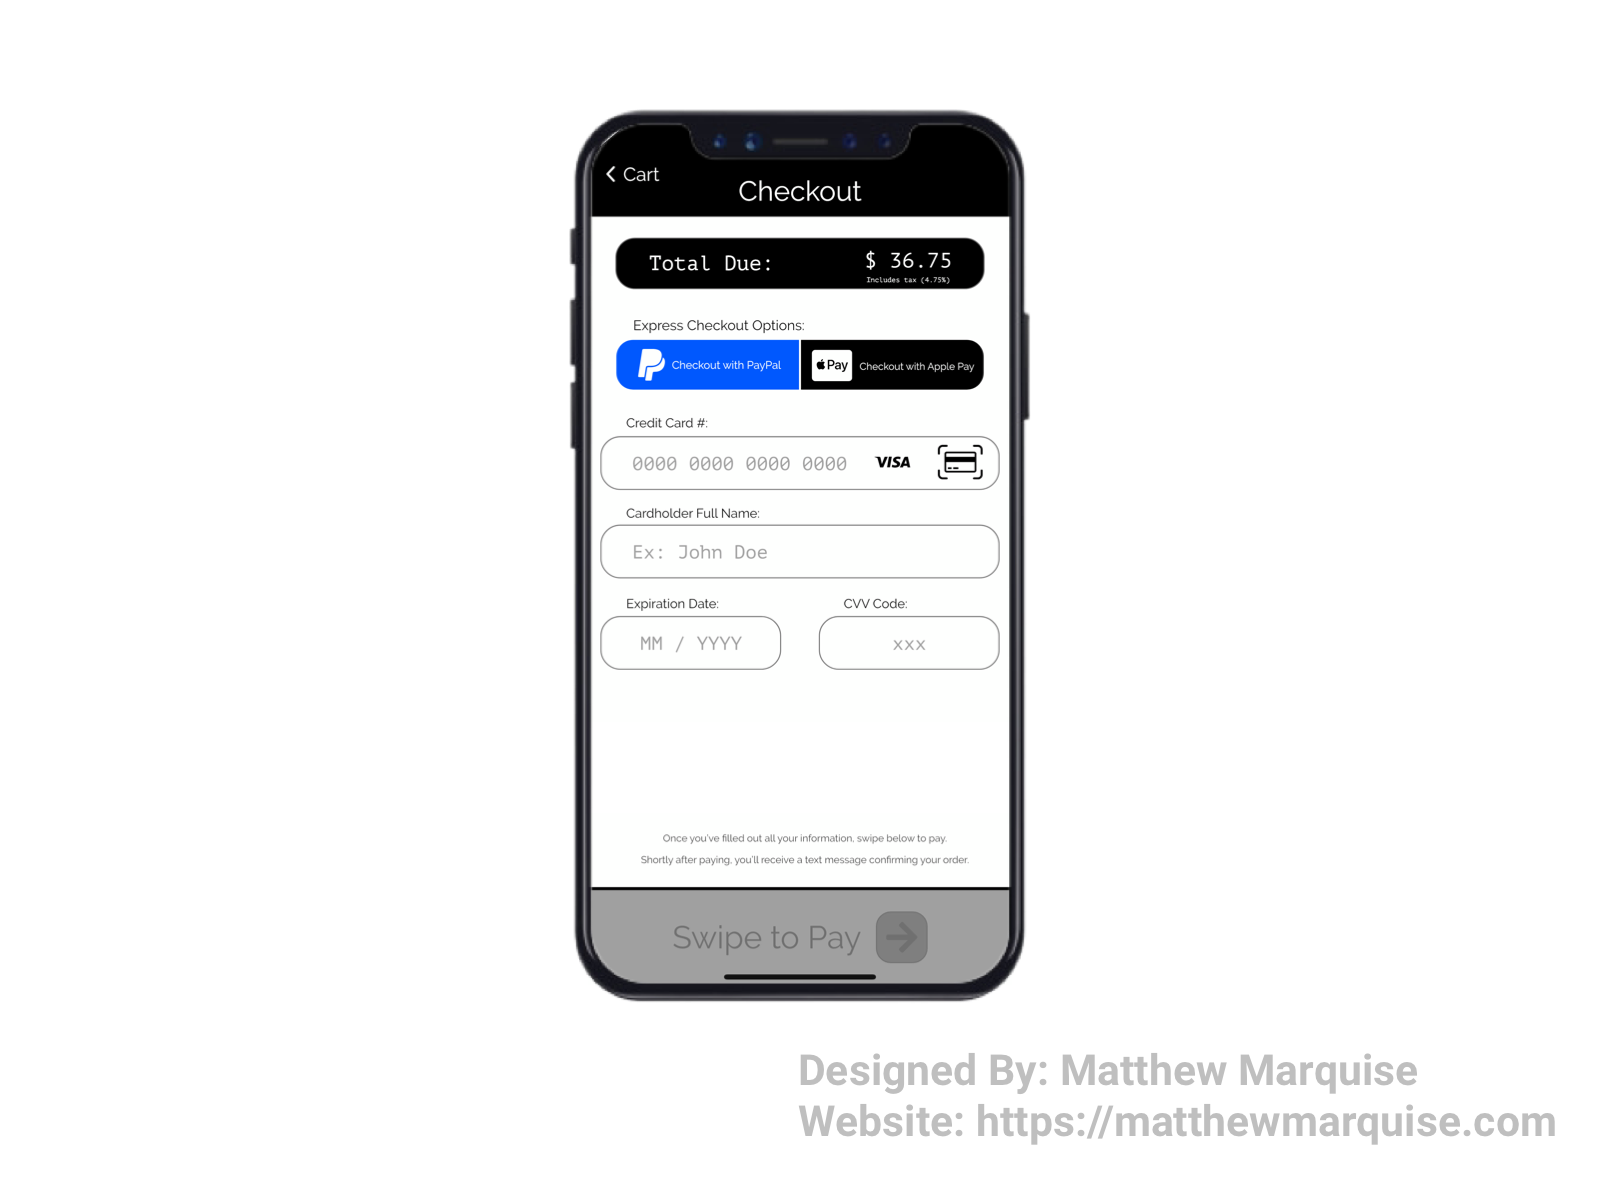 Cart
Checkout
Total Due: $ 36.75
Includes tax (4.75%)
Express Checkout Options:
Checkout with PayPal Pay Checkout with Apple Pay
Credit Card #:
0000 0000 0000 0000 VISA
Cardholder Full Name:
Ex: John Doe
Expiration Date: CVV Code:
MM / YYYY xxx
Once you've filled out all your information, swipe below to pay.
Shortly after paying, you'll receive a text message confirming your order.
Swipe to Pay
Designed By: Matthew Marquise
Website: https://matthewmarquise.com